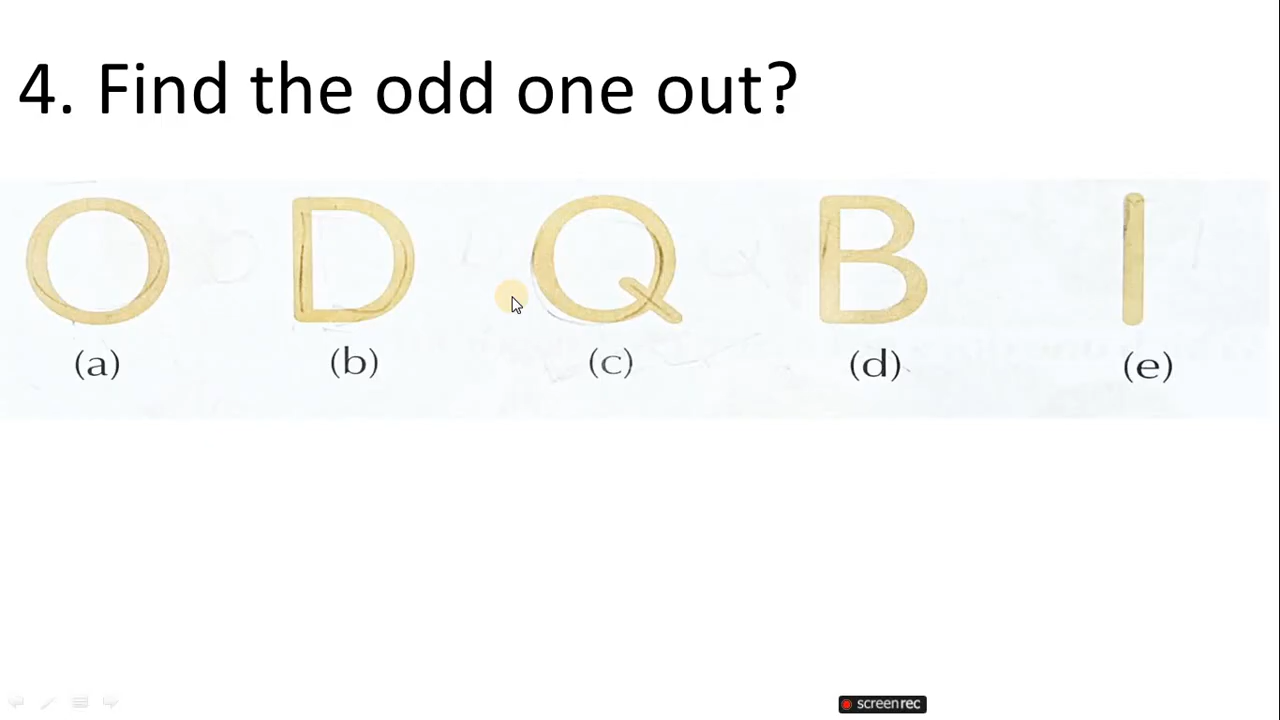 4. Find the odd one out?
O D Q B I
(a) (b) (c) (d) (e)
screenrec